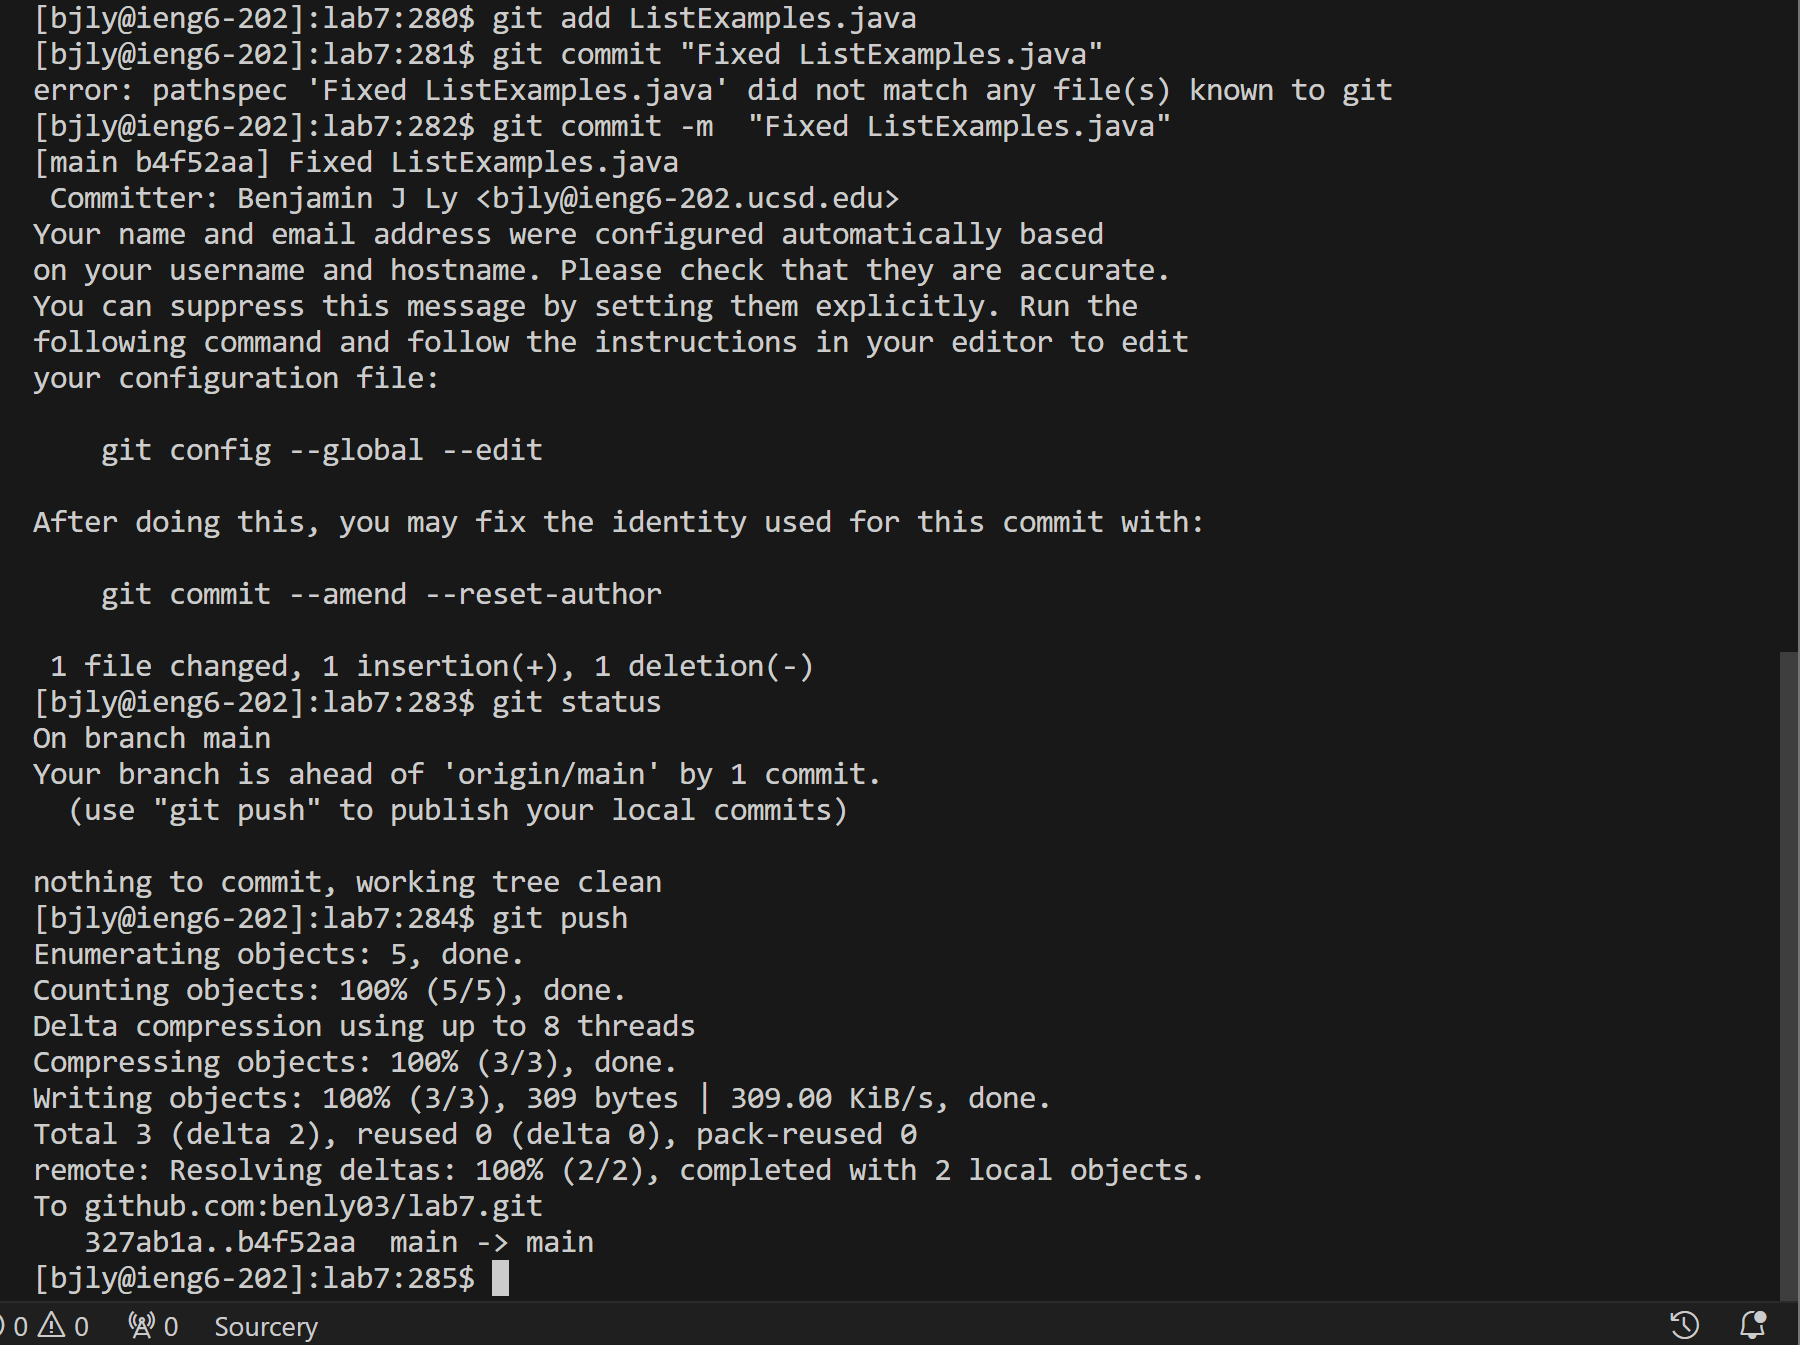 [bjly@ieng6-202]:lab7:280$ git add ListExamples.java
[bjly@ieng6-202]:lab7:281$ git commit "Fixed ListExamples.java"
error: pathspec 'Fixed ListExamples.java' did not match any file(s) known to git
[bjly@ieng6-202]:lab7:282$ git commit -m  "Fixed ListExamples.java"
[main b4f52aa] Fixed ListExamples.java
 Committer: Benjamin J Ly <bjly@ieng6-202.ucsd.edu>
Your name and email address were configured automatically based
on your username and hostname. Please check that they are accurate.
You can suppress this message by setting them explicitly. Run the
following command and follow the instructions in your editor to edit
your configuration file:
    git config --global --edit
After doing this, you may fix the identity used for this commit with:
    git commit --amend --reset-author
 1 file changed, 1 insertion(+), 1 deletion(-)
[bjly@ieng6-202]:lab7:283$ git status
On branch main
Your branch is ahead of 'origin/main' by 1 commit.
  (use "git push" to publish your local commits)
nothing to commit, working tree clean
[bjly@ieng6-202]:lab7:284$ git push
Enumerating objects: 5, done.
Counting objects: 100% (5/5), done.
Delta compression using up to 8 threads
Compressing objects: 100% (3/3), done.
Writing objects: 100% (3/3), 309 bytes | 309.00 KiB/s, done.
Total 3 (delta 2), reused 0 (delta 0), pack-reused 0
remote: Resolving deltas: 100% (2/2), completed with 2 local objects.
To github.com:benly03/lab7.git
   327ab1a..b4f52aa  main -> main
[bjly@ieng6-202]:lab7:285$
0 0 0 Sourcery